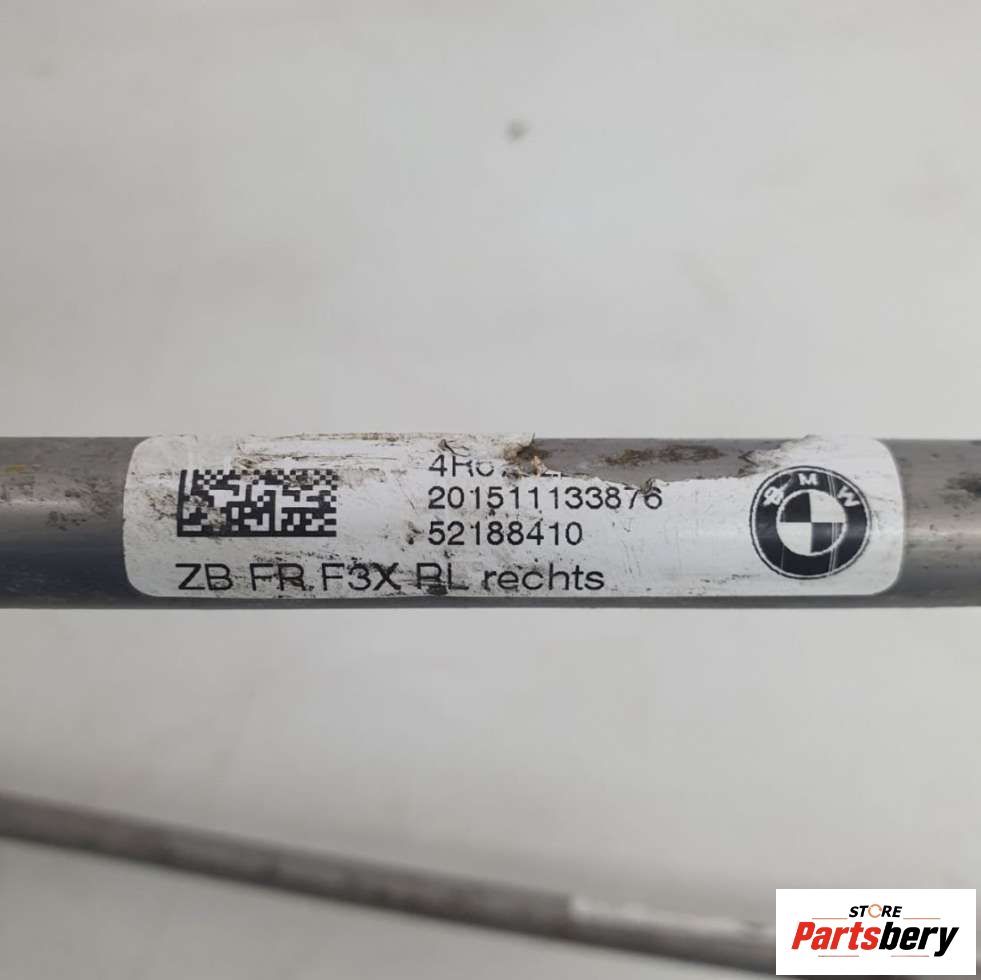 201511133876
52188410
ZB FR F3X RL rechts
BMW
STORE
Partsbery